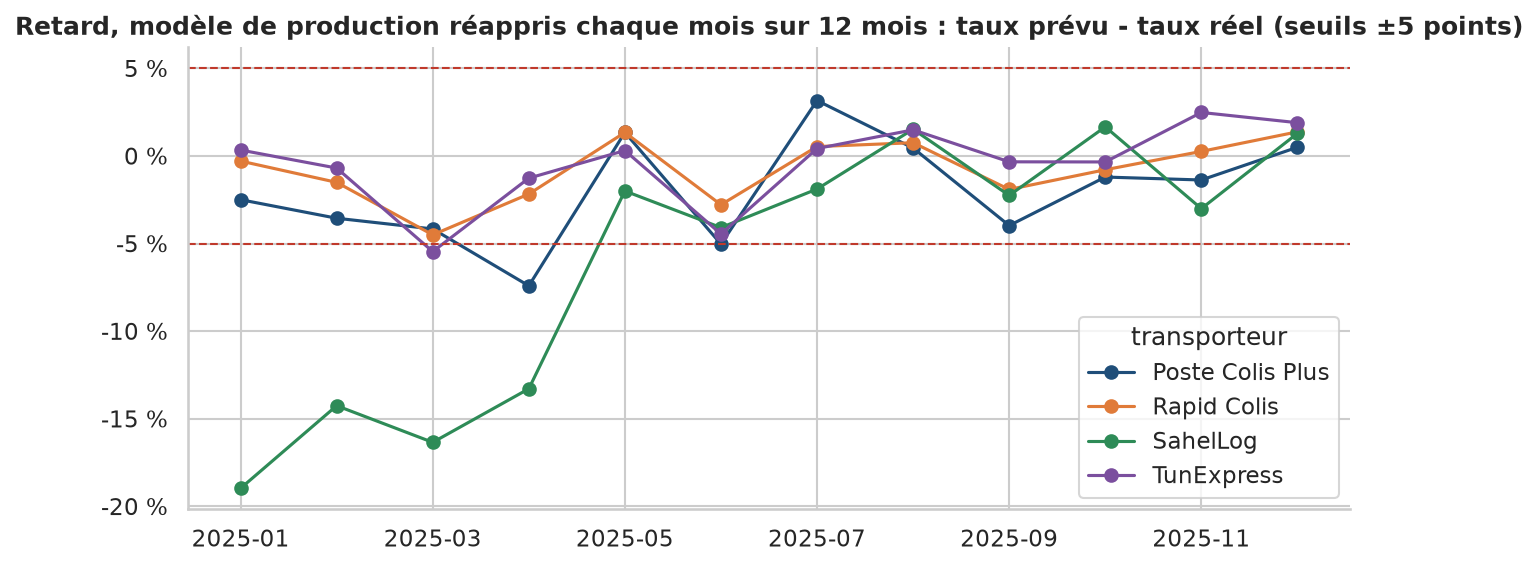 Retard, modèle de production réappris chaque mois sur 12 mois : taux prévu - taux réel (seuils ±5 points)
5 %
0 %
-5 %
-10 %
-15 %
-20 %
transporteur
Poste Colis Plus
Rapid Colis
SahelLog
TunExpress
2025-01
2025-03
2025-05
2025-07
2025-09
2025-11